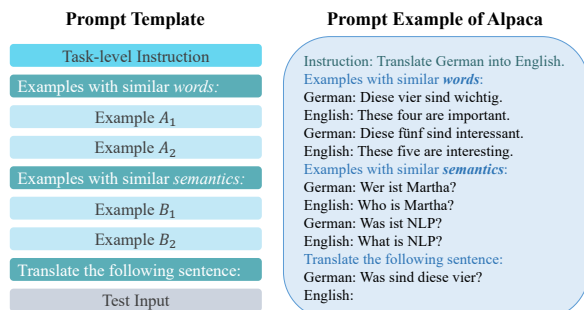 Prompt Template
Task-level Instruction
Examples with similar words:
Example A1
Example A2
Examples with similar semantics:
Example B1
Example B2
Translate the following sentence:
Test Input
Prompt Example of Alpaca
Instruction: Translate German into English.
Examples with similar words:
German: Diese vier sind wichtig.
English: These four are important.
German: Diese fünf sind interessant.
English: These five are interesting.
Examples with similar semantics:
German: Wer ist Martha?
English: Who is Martha?
German: Was ist NLP?
English: What is NLP?
Translate the following sentence:
German: Was sind diese vier?
English: